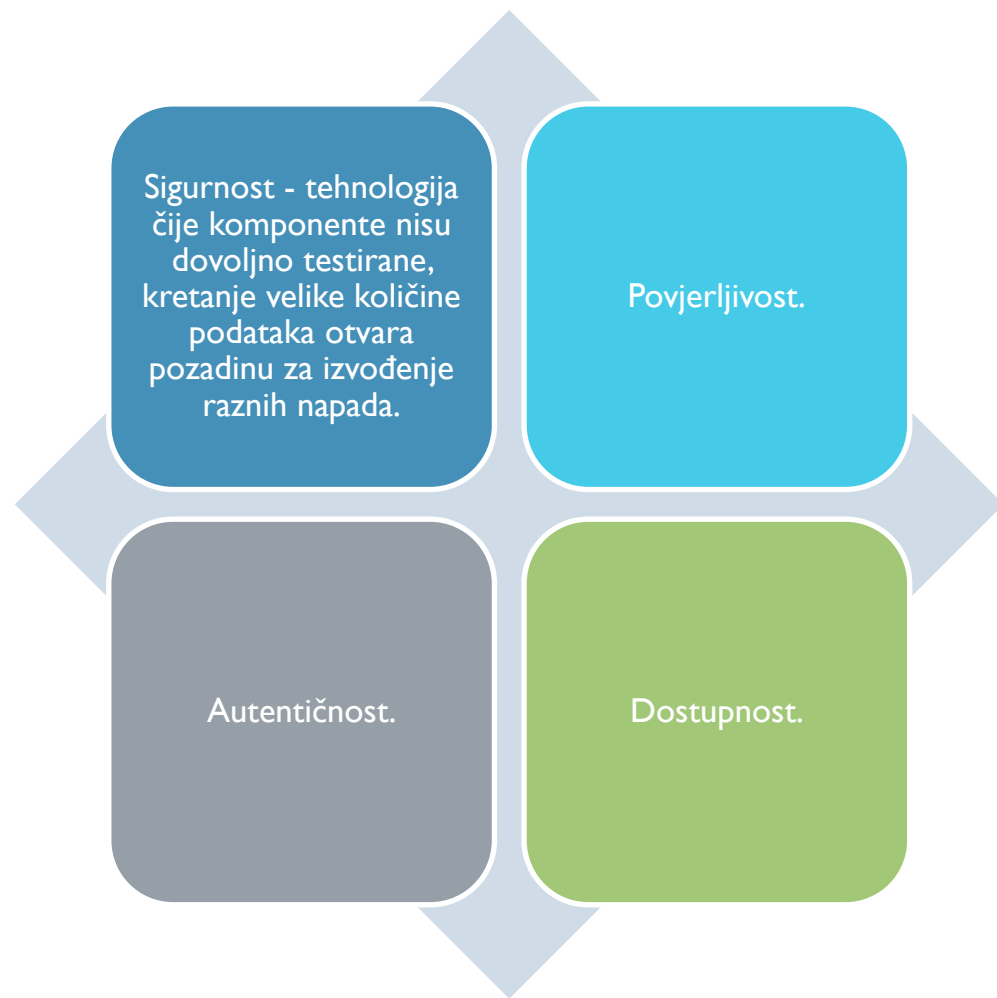 Sigurnost - tehnologija
čije komponente nisu
dovoljno testirane,
kretanje velike količine
podataka otvara
pozadinu za izvođenje
raznih napada.
Povjerljivost.
Autentičnost.
Dostupnost.